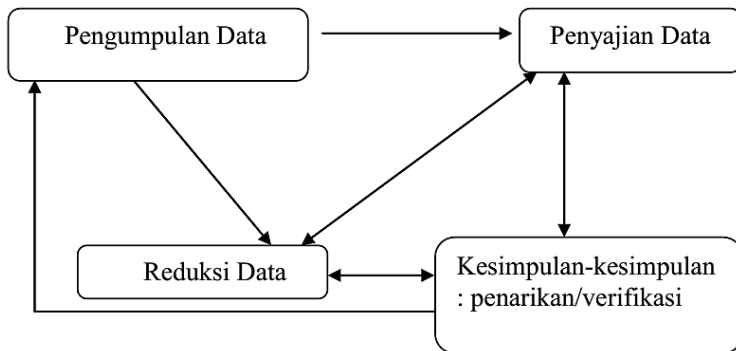 Pengumpulan Data
Penyajian Data
Reduksi Data
Kesimpulan-kesimpulan
: penarikan/verifikasi